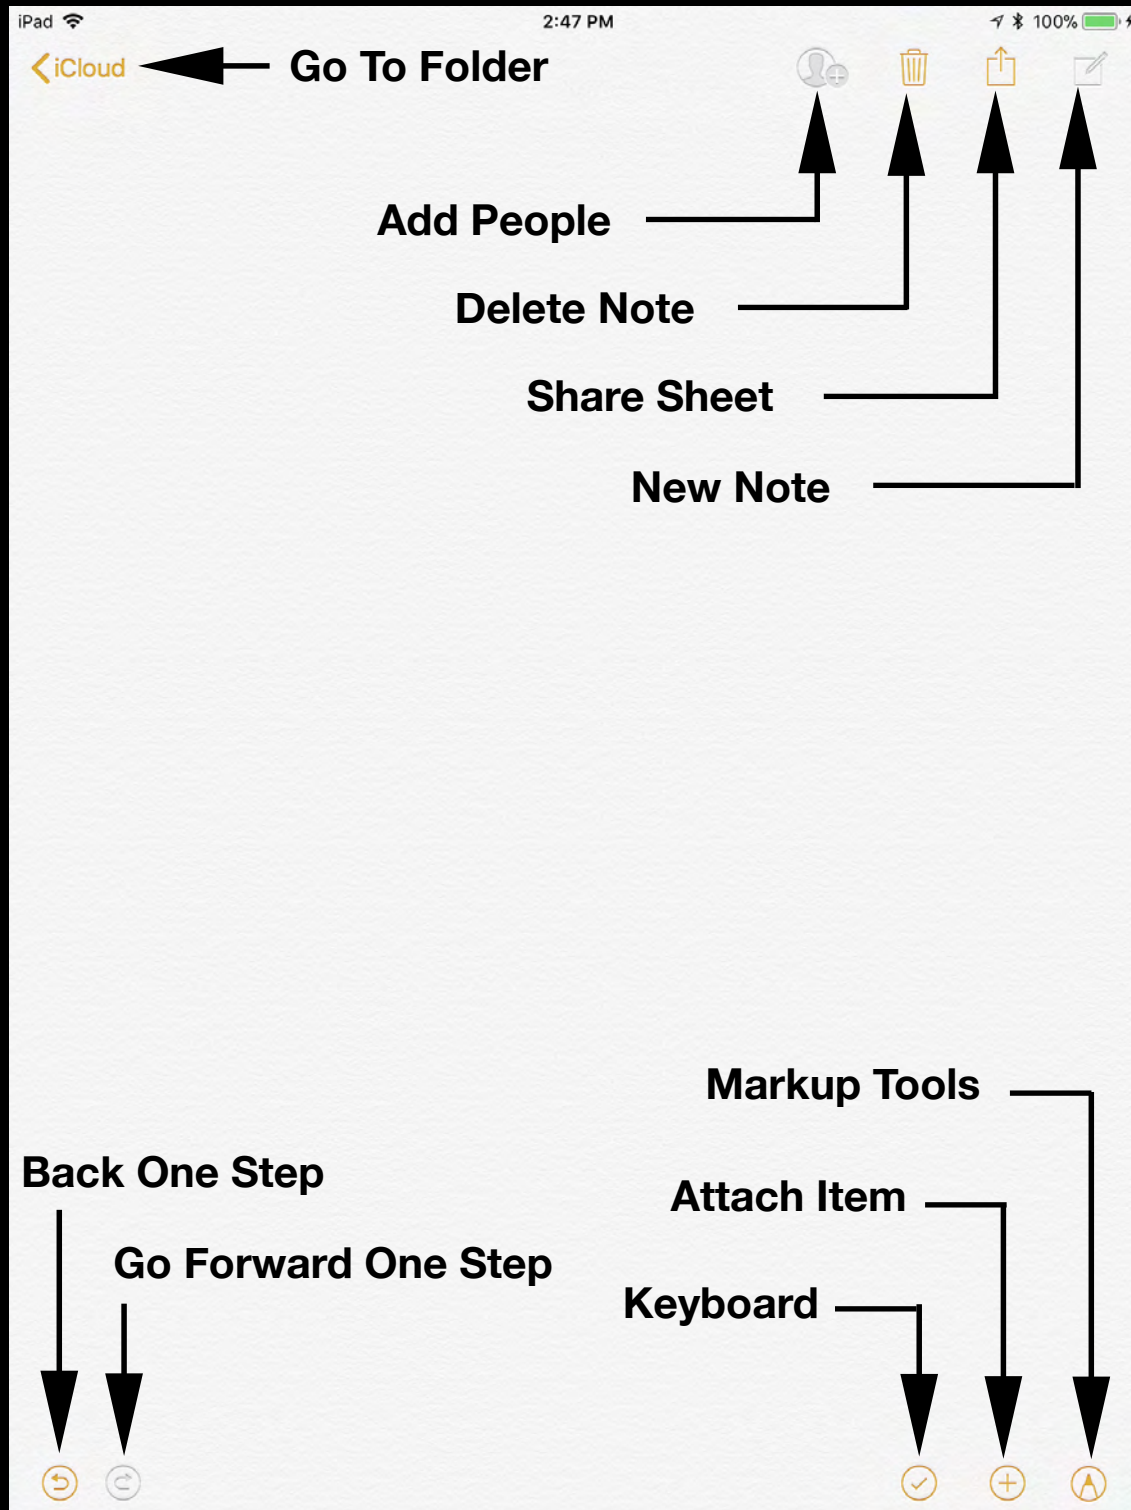 iPad 2:47 PM 100%
iCloud Go To Folder
Add People
Delete Note
Share Sheet
New Note
Markup Tools
Back One Step
Attach Item
Go Forward One Step
Keyboard